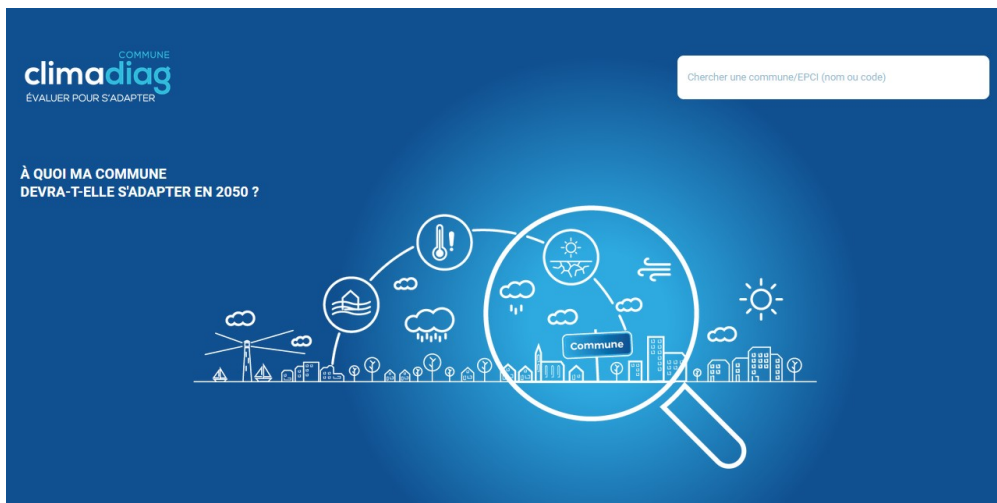 COMMUNE
climadiag
ÉVALUER POUR S'ADAPTER
Chercher une commune/EPCI (nom ou code)
À QUOI MA COMMUNE
DEVRA-T-ELLE S'ADAPTER EN 2050 ?
Commune